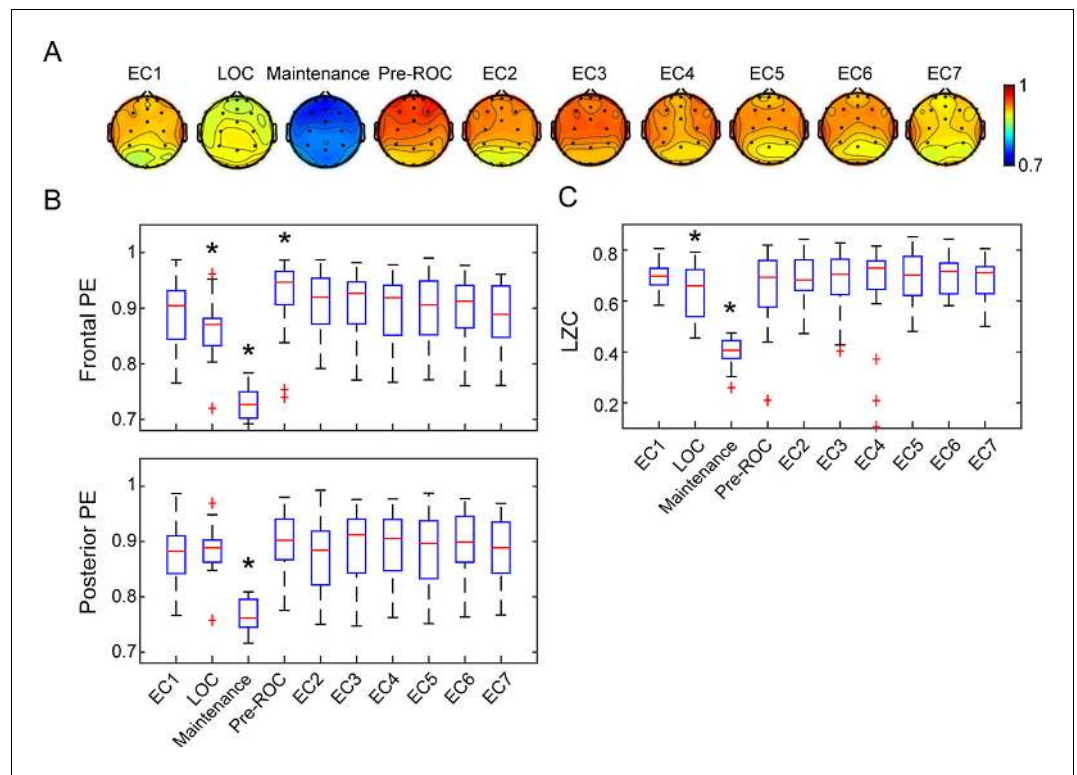 A
EC1 LOC Maintenance Pre-ROC EC2 EC3 EC4 EC5 EC6 EC7
1
0.7
B
Frontal PE
1
0.9
0.8
0.7
* * *
Posterior PE
1
0.9
0.8
0.7
*
EC1 LOC Maintenance Pre-ROC EC2 EC3 EC4 EC5 EC6 EC7
C
LZC
0.8
0.6
0.4
0.2
* *
EC1 LOC Maintenance Pre-ROC EC2 EC3 EC4 EC5 EC6 EC7